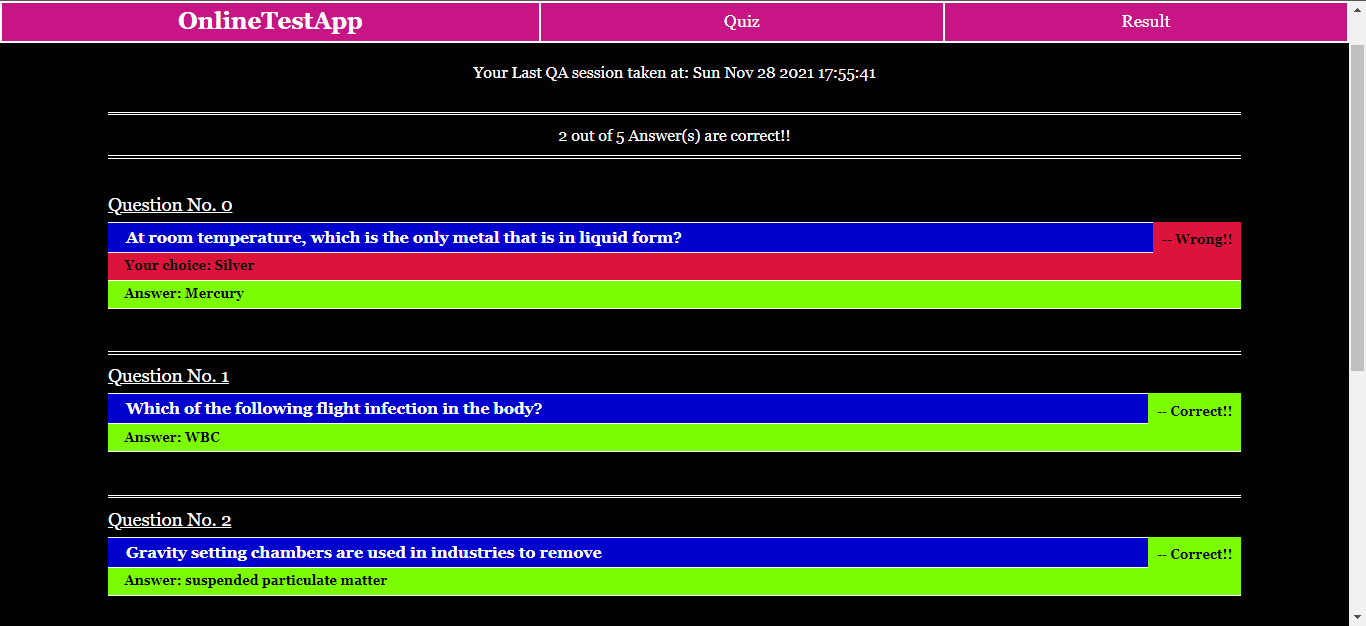 OnlineTestApp Quiz Result
Your Last QA session taken at: Sun Nov 28 2021 17:55:41
2 out of 5 Answer(s) are correct!!
Question No. 0
At room temperature, which is the only metal that is in liquid form? -- Wrong!!
Your choice: Silver
Answer: Mercury
Question No. 1
Which of the following flight infection in the body? -- Correct!!
Answer: WBC
Question No. 2
Gravity setting chambers are used in industries to remove -- Correct!!
Answer: suspended particulate matter